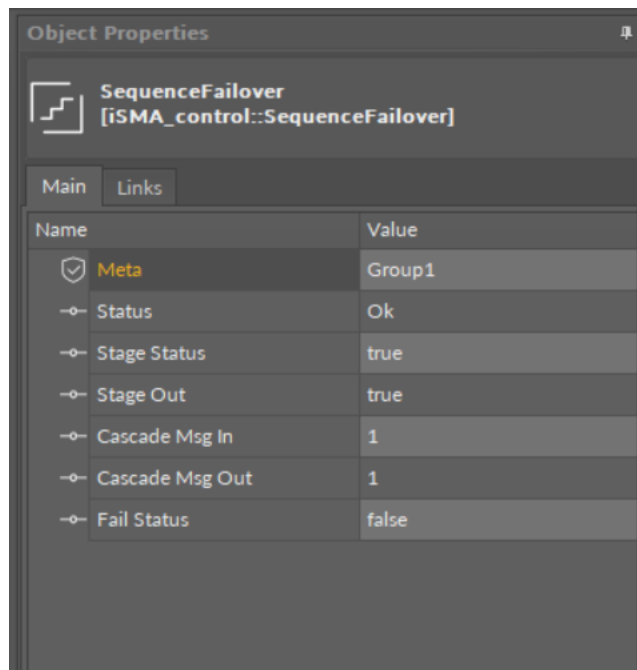 Object Properties
SequenceFailover
[iSMA_control::SequenceFailover]
Main Links
Name Value
Meta Group1
Status Ok
Stage Status true
Stage Out true
Cascade Msg In 1
Cascade Msg Out 1
Fail Status false